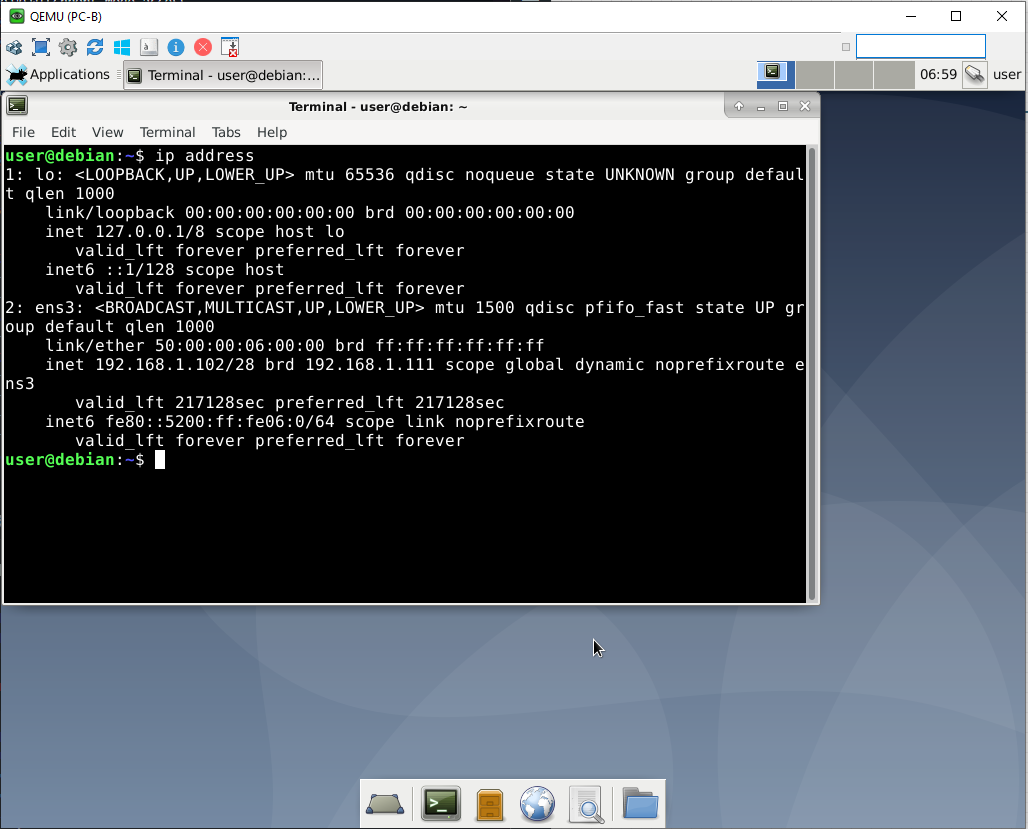 QEMU (PC-B)
Applications
Terminal - user@debian:...
06:59
user
Terminal - user@debian: ~
File Edit View Terminal Tabs Help
user@debian:~$ ip address
1: lo: <LOOPBACK,UP,LOWER_UP> mtu 65536 qdisc noqueue state UNKNOWN group defaul
t qlen 1000
    link/loopback 00:00:00:00:00:00 brd 00:00:00:00:00:00
    inet 127.0.0.1/8 scope host lo
       valid_lft forever preferred_lft forever
    inet6 ::1/128 scope host
       valid_lft forever preferred_lft forever
2: ens3: <BROADCAST,MULTICAST,UP,LOWER_UP> mtu 1500 qdisc pfifo_fast state UP gr
oup default qlen 1000
    link/ether 50:00:00:06:00:00 brd ff:ff:ff:ff:ff:ff
    inet 192.168.1.102/28 brd 192.168.1.111 scope global dynamic noprefixroute e
ns3
       valid_lft 217128sec preferred_lft 217128sec
    inet6 fe80::5200:ff:fe06:0/64 scope link noprefixroute
       valid_lft forever preferred_lft forever
user@debian:~$